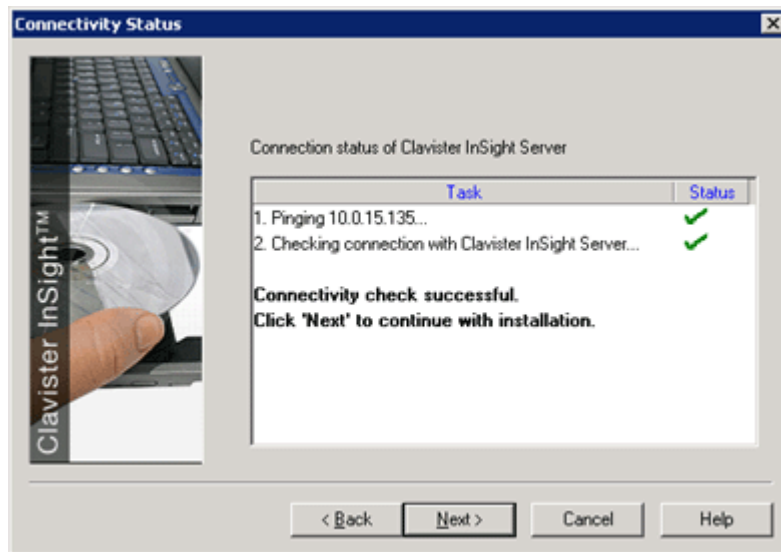 Connectivity Status
Clavister InSight™
Connection status of Clavister InSight Server
Task Status
1. Pinging 10.0.15.135...
2. Checking connection with Clavister InSight Server...
Connectivity check successful.
Click 'Next' to continue with installation.
< Back Next > Cancel Help